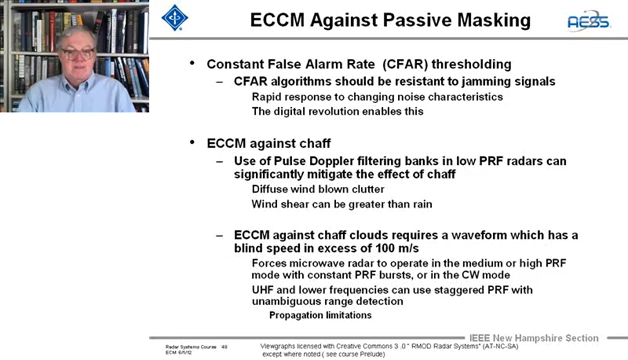 ECCM Against Passive Masking
AESS
• Constant False Alarm Rate (CFAR) thresholding
– CFAR algorithms should be resistant to jamming signals
Rapid response to changing noise characteristics
The digital revolution enables this
• ECCM against chaff
– Use of Pulse Doppler filtering banks in low PRF radars can
significantly mitigate the effect of chaff
Diffuse wind blown clutter
Wind shear can be greater than rain
– ECCM against chaff clouds requires a waveform which has a
blind speed in excess of 100 m/s
Forces microwave radar to operate in the medium or high PRF
mode with constant PRF bursts, or in the CW mode
UHF and lower frequencies can use staggered PRF with
unambiguous range detection
Propagation limitations
IEEE New Hampshire Section
Radar Systems Course 48
ECM 6/1/12
Viewgraphs licensed with Creative Commons 3 .0 " RMOD Radar Systems" (AT-NC-SA)
except where noted ( see course Prelude)